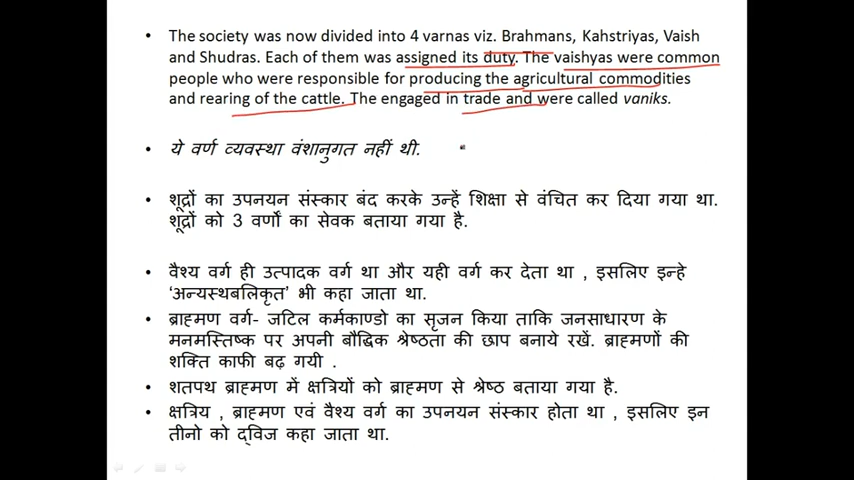 • The society was now divided into 4 varnas viz. Brahmans, Kahstriyas, Vaish
and Shudras. Each of them was assigned its duty. The vaishyas were common
people who were responsible for producing the agricultural commodities
and rearing of the cattle. The engaged in trade and were called vaniks.
• ये वर्ण व्यवस्था वंशानुगत नहीं थी.
• शूद्रों का उपनयन संस्कार बंद करके उन्हें शिक्षा से वंचित कर दिया गया था.
शूद्रों को 3 वर्णों का सेवक बताया गया है.
• वैश्य वर्ग ही उत्पादक वर्ग था और यही वर्ग कर देता था , इसलिए इन्हे
‘अन्यस्थबलिकृत’ भी कहा जाता था.
• ब्राह्मण वर्ग- जटिल कर्मकाण्डो का सृजन किया ताकि जनसाधारण के
मनमस्तिष्क पर अपनी बौद्धिक श्रेष्ठता की छाप बनाये रखें. ब्राह्मणों की
शक्ति काफी बढ़ गयी .
• शतपथ ब्राह्मण में क्षत्रियों को ब्राह्मण से श्रेष्ठ बताया गया है.
• क्षत्रिय , ब्राह्मण एवं वैश्य वर्ग का उपनयन संस्कार होता था , इसलिए इन
तीनो को द्विज कहा जाता था.